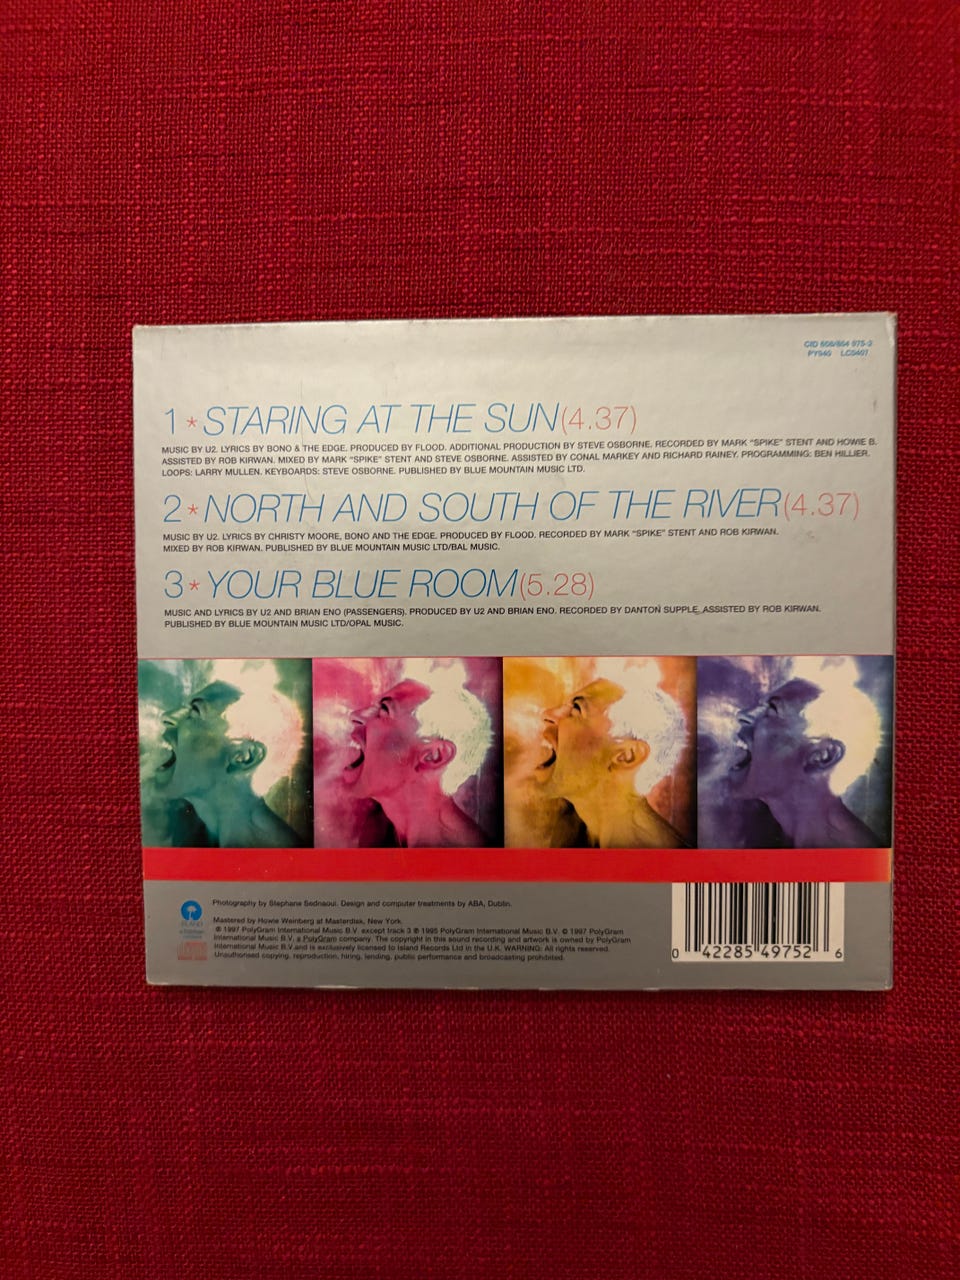 CID 658/854 975-2
PY940 LC0407
1*STARING AT THE SUN(4.37)
MUSIC BY U2. LYRICS BY BONO & THE EDGE. PRODUCED BY FLOOD. ADDITIONAL PRODUCTION BY STEVE OSBORNE. RECORDED BY MARK "SPIKE" STENT AND HOWIE B.
ASSISTED BY ROB KIRWAN. MIXED BY MARK "SPIKE" STENT AND STEVE OSBORNE. ASSISTED BY CONAL MARKEY AND RICHARD RAINEY. PROGRAMMING: BEN HILLIER.
LOOPS: LARRY MULLEN. KEYBOARDS: STEVE OSBORNE. PUBLISHED BY BLUE MOUNTAIN MUSIC LTD.
2*NORTH AND SOUTH OF THE RIVER(4.37)
MUSIC BY U2. LYRICS BY CHRISTY MOORE, BONO AND THE EDGE. PRODUCED BY FLOOD. RECORDED BY MARK "SPIKE" STENT AND ROB KIRWAN.
MIXED BY ROB KIRWAN. PUBLISHED BY BLUE MOUNTAIN MUSIC LTD/BAL MUSIC.
3*YOUR BLUE ROOM(5.28)
MUSIC AND LYRICS BY U2 AND BRIAN ENO (PASSENGERS). PRODUCED BY U2 AND BRIAN ENO. RECORDED BY DANTON SUPPLE. ASSISTED BY ROB KIRWAN.
PUBLISHED BY BLUE MOUNTAIN MUSIC LTD/OPAL MUSIC.
Photography by Stephane Sednaoui. Design and computer treatments by ABA, Dublin.
ISLAND
Mastered by Howie Weinberg at Masterdisk, New York.
℗ 1997 PolyGram International Music B.V. except track 3 ℗ 1995 PolyGram International Music B.V. © 1997 PolyGram
International Music B.V. a PolyGram company. The copyright in this sound recording and artwork is owned by PolyGram
International Music B.V and is exclusively licensed to Island Records Ltd in the U.K. WARNING: All rights reserved.
Unauthorised copying, reproduction, hiring, lending, public performance and broadcasting prohibited.
0 42285 49752 6